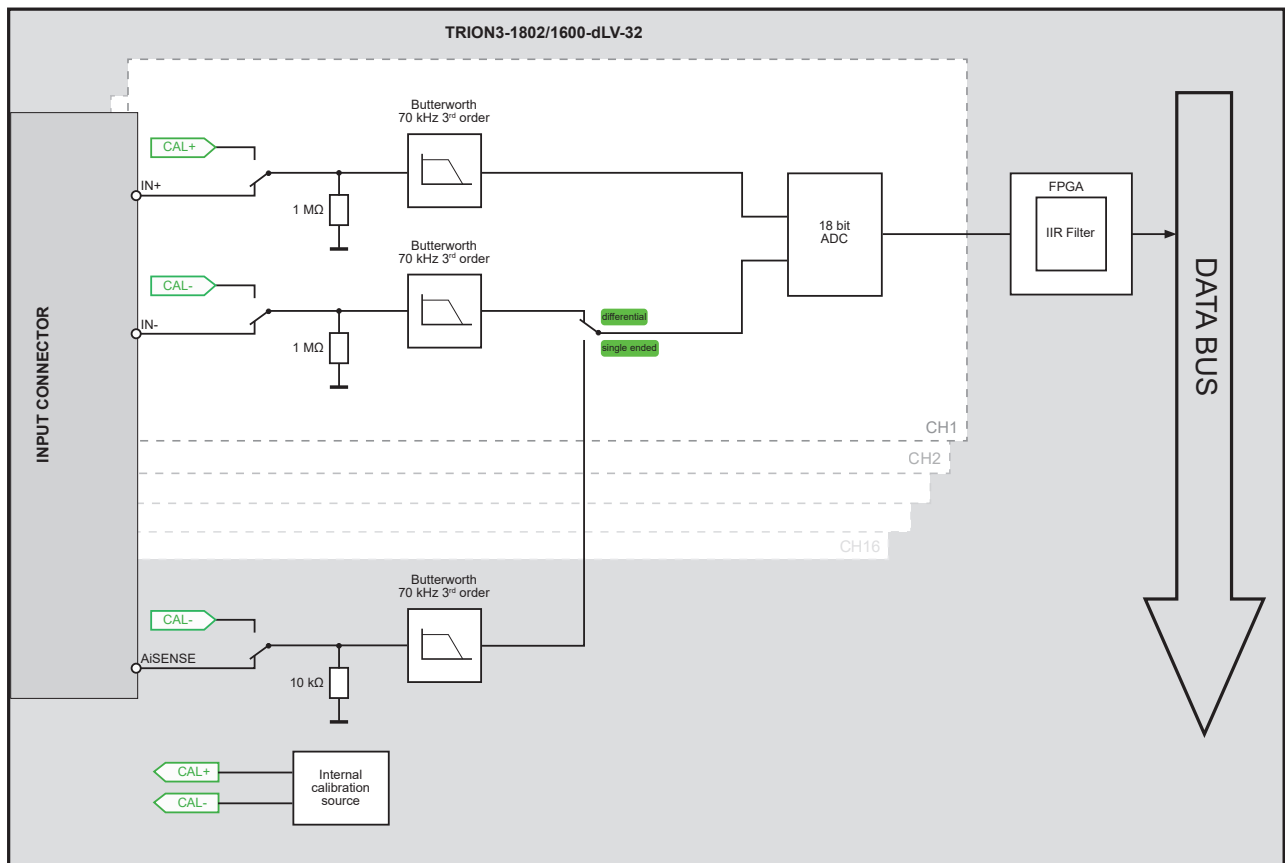 TRION3-1802/1600-dLV-32
Butterworth
70 kHz 3rd order
CAL+
IN+
1 MΩ
18 bit
ADC
FPGA
IIR Filter
Butterworth
70 kHz 3rd order
CAL-
IN-
1 MΩ
differential
single ended
INPUT CONNECTOR
DATA BUS
CH1
CH2
CH16
Butterworth
70 kHz 3rd order
CAL-
AiSENSE
10 kΩ
CAL+
CAL-
Internal
calibration
source